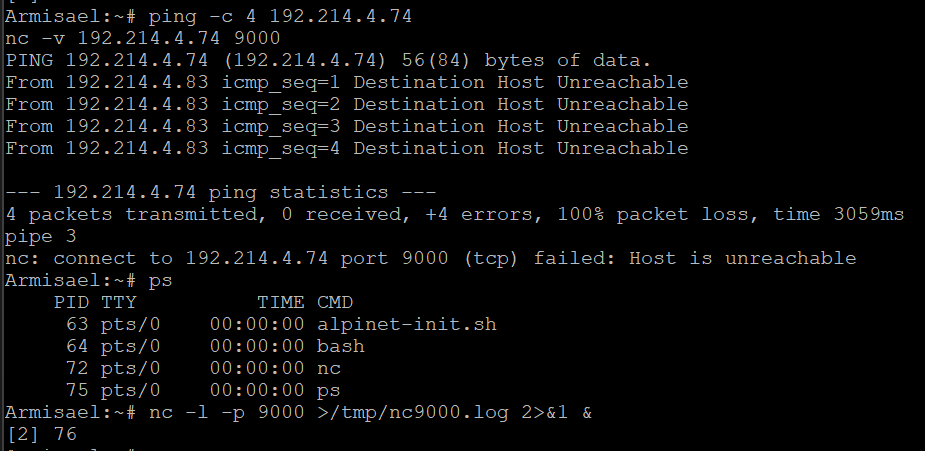 Armisael:~# ping -c 4 192.214.4.74
nc -v 192.214.4.74 9000
PING 192.214.4.74 (192.214.4.74) 56(84) bytes of data.
From 192.214.4.83 icmp_seq=1 Destination Host Unreachable
From 192.214.4.83 icmp_seq=2 Destination Host Unreachable
From 192.214.4.83 icmp_seq=3 Destination Host Unreachable
From 192.214.4.83 icmp_seq=4 Destination Host Unreachable

--- 192.214.4.74 ping statistics ---
4 packets transmitted, 0 received, +4 errors, 100% packet loss, time 3059ms
pipe 3
nc: connect to 192.214.4.74 port 9000 (tcp) failed: Host is unreachable
Armisael:~# ps
    PID TTY          TIME CMD
     63 pts/0    00:00:00 alpinet-init.sh
     64 pts/0    00:00:00 bash
     72 pts/0    00:00:00 nc
     75 pts/0    00:00:00 ps
Armisael:~# nc -l -p 9000 >/tmp/nc9000.log 2>&1 &
[2] 76